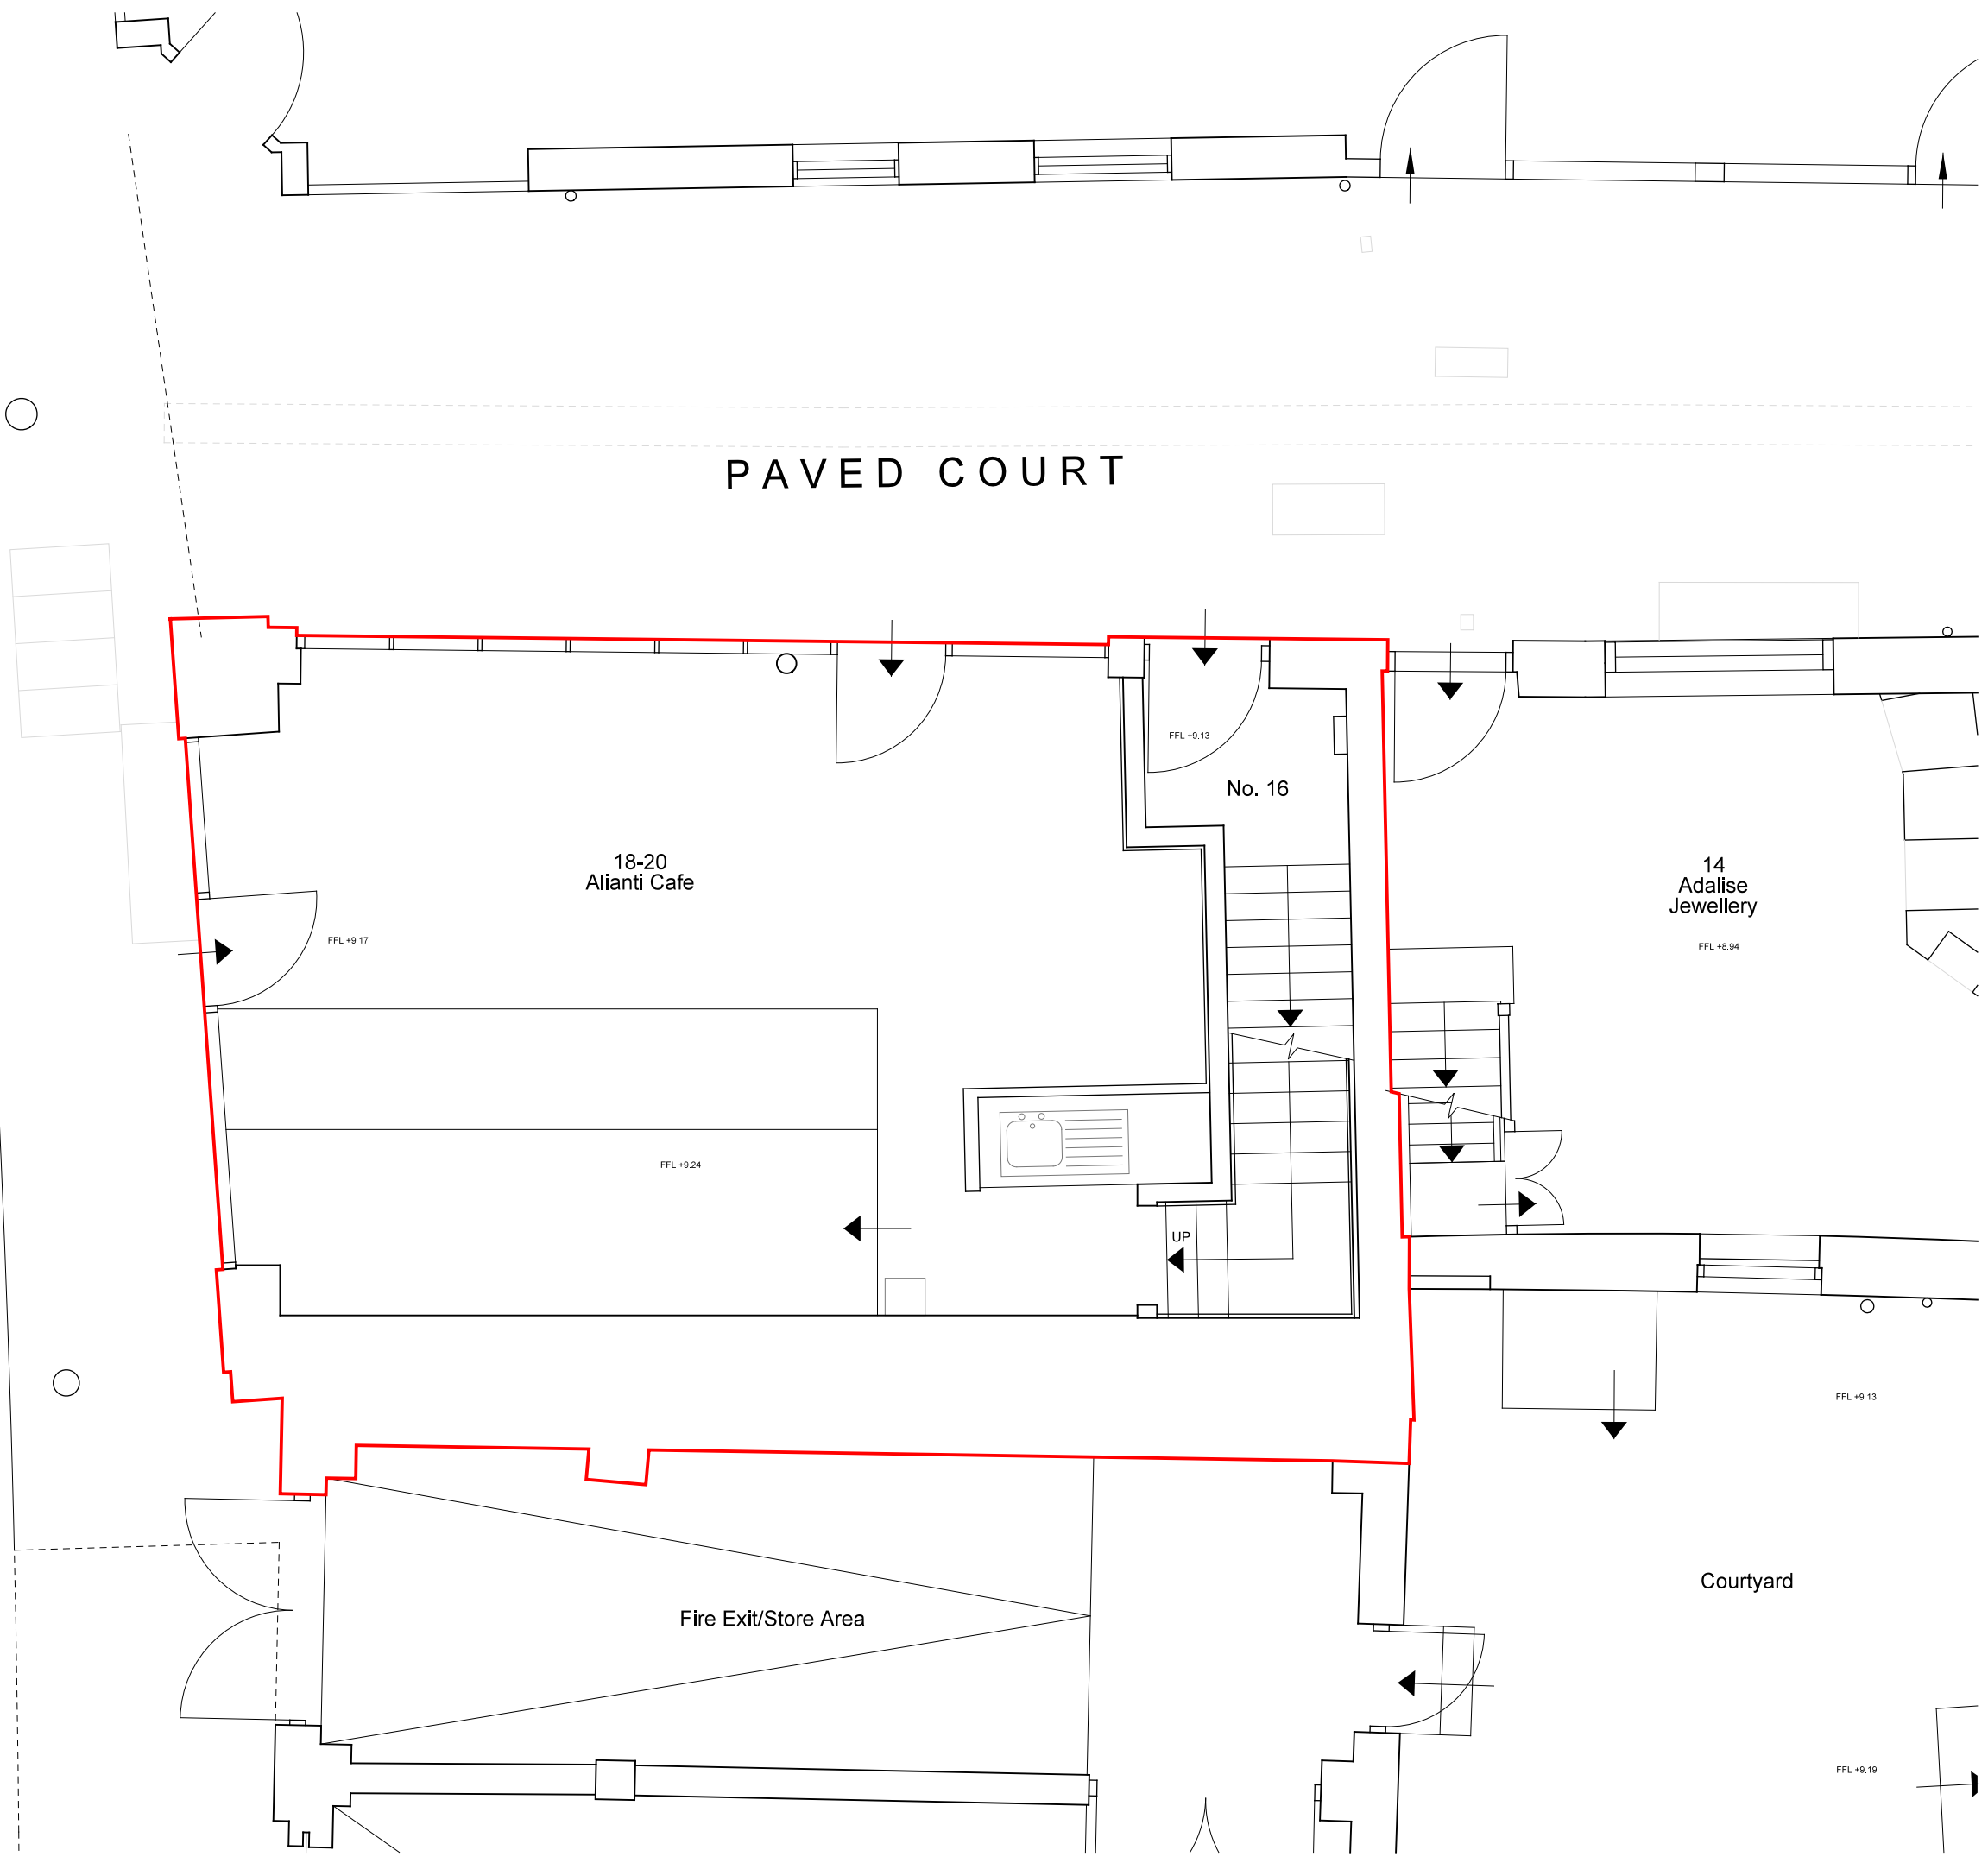 PAVED COURT
FFL +9.13
No. 16
18-20
Alianti Cafe
14
Adalise
Jewellery
FFL +9.17
FFL +8.94
FFL +9.24
UP
FFL +9.13
Courtyard
Fire Exit/Store Area
FFL +9.19